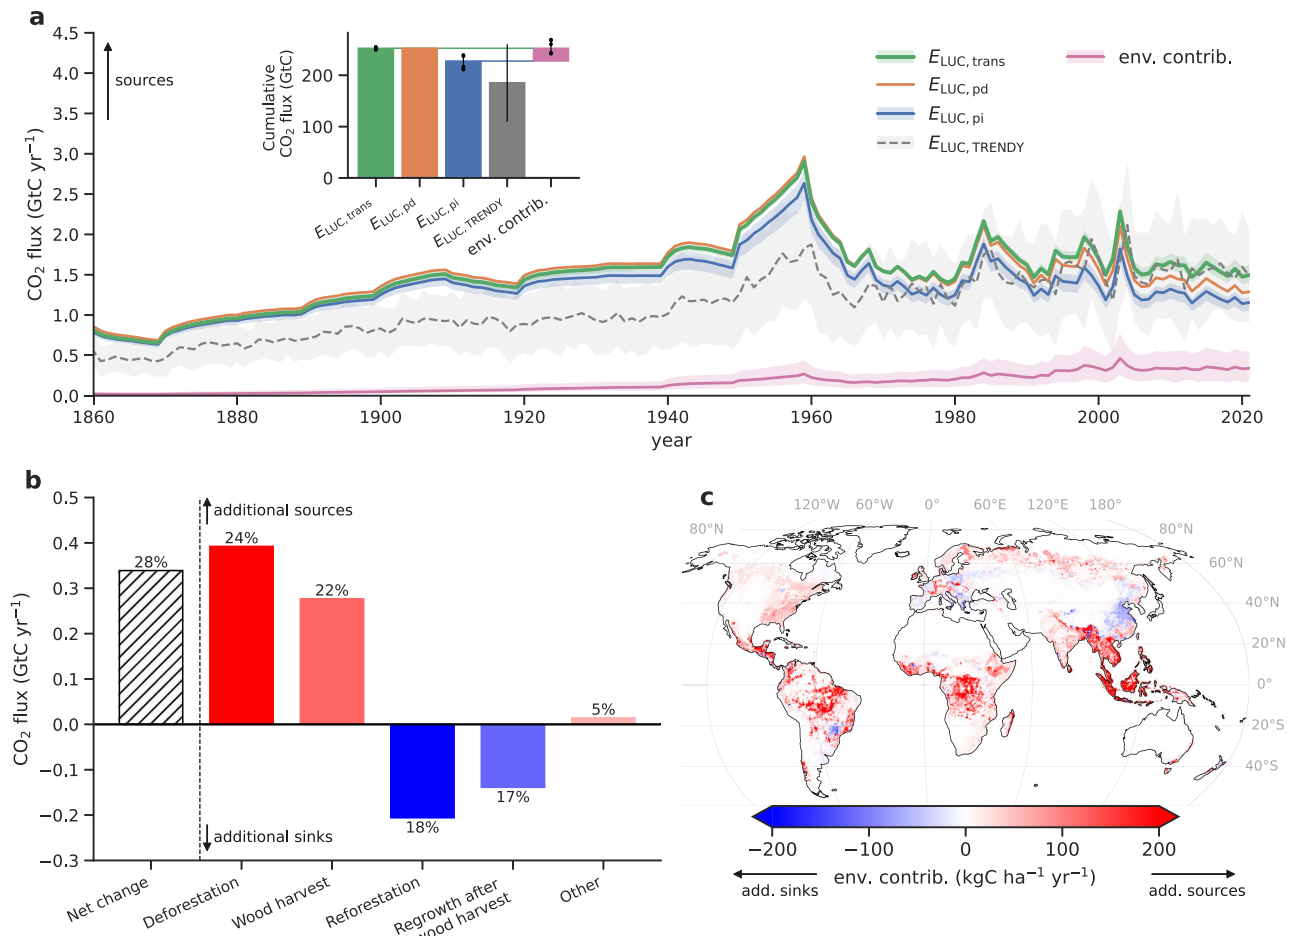 a
4.5
4.0
3.5
3.0
2.5
2.0
1.5
1.0
0.5
0.0
CO₂ flux (GtC yr⁻¹)
sources
1860
1880
1900
1920
1940
1960
1980
2000
2020
year
Cumulative
CO₂ flux (GtC)
200
100
0
E_LUC, trans
E_LUC, pd
E_LUC, pi
E_LUC, TRENDY
env. contrib.
E_LUC, trans
E_LUC, pd
E_LUC, pi
E_LUC, TRENDY
env. contrib.
b
0.5
0.4
0.3
0.2
0.1
0.0
−0.1
−0.2
−0.3
CO₂ flux (GtC yr⁻¹)
additional sources
28%
24%
22%
18%
17%
5%
additional sinks
Net change
Deforestation
Wood harvest
Reforestation
Regrowth after
wood harvest
Other
c
120°W
60°W
0°
60°E
120°E
180°
80°N
80°N
60°N
40°N
20°N
0°
20°S
40°S
−200
−100
0
100
200
add. sinks
env. contrib. (kgC ha⁻¹ yr⁻¹)
add. sources